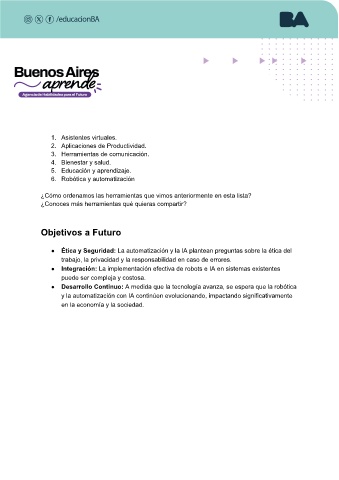 /educacionBA
BA
Buenos Aires
aprende
Agencia de Habilidades para el Futuro
1. Asistentes virtuales.
2. Aplicaciones de Productividad.
3. Herramientas de comunicación.
4. Bienestar y salud.
5. Educación y aprendizaje.
6. Robótica y automatización
¿Cómo ordenamos las herramientas que vimos anteriormente en esta lista?
¿Conoces más herramientas qué quieras compartir?
Objetivos a Futuro
● Ética y Seguridad: La automatización y la IA plantean preguntas sobre la ética del
trabajo, la privacidad y la responsabilidad en caso de errores.
● Integración: La implementación efectiva de robots e IA en sistemas existentes
puede ser compleja y costosa.
● Desarrollo Continuo: A medida que la tecnología avanza, se espera que la robótica
y la automatización con IA continúen evolucionando, impactando significativamente
en la economía y la sociedad.